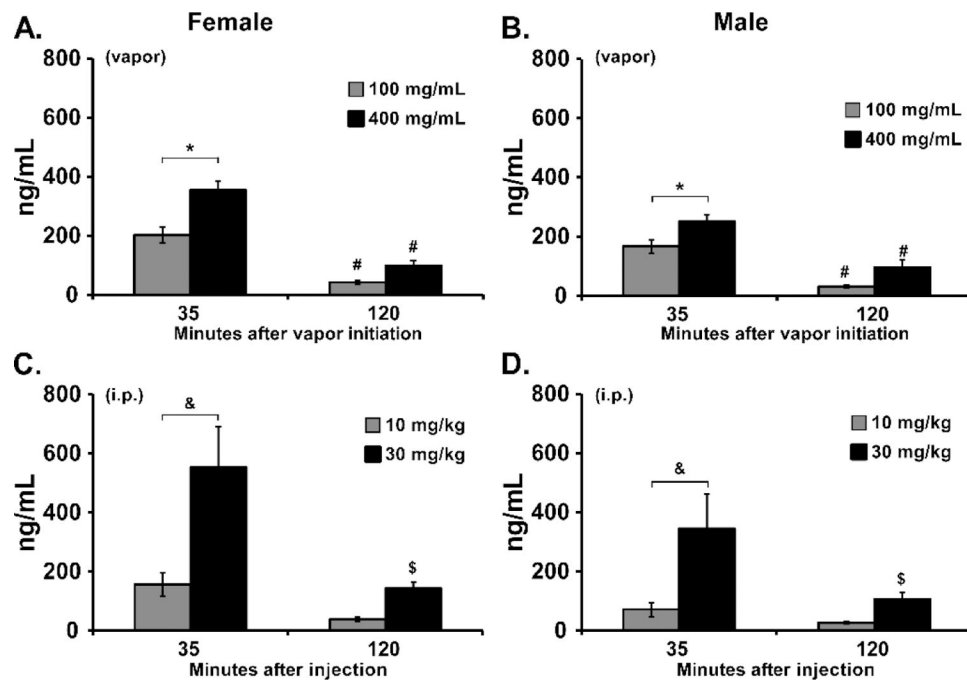 A.
Female
(vapor)
800
600
400
200
0
ng/mL
100 mg/mL
400 mg/mL
*
#
#
35
120
Minutes after vapor initiation
B.
Male
(vapor)
800
600
400
200
0
ng/mL
100 mg/mL
400 mg/mL
*
#
#
35
120
Minutes after vapor initiation
C.
(i.p.)
800
600
400
200
0
ng/mL
10 mg/kg
30 mg/kg
&
$
35
120
Minutes after injection
D.
(i.p.)
800
600
400
200
0
ng/mL
10 mg/kg
30 mg/kg
&
$
35
120
Minutes after injection